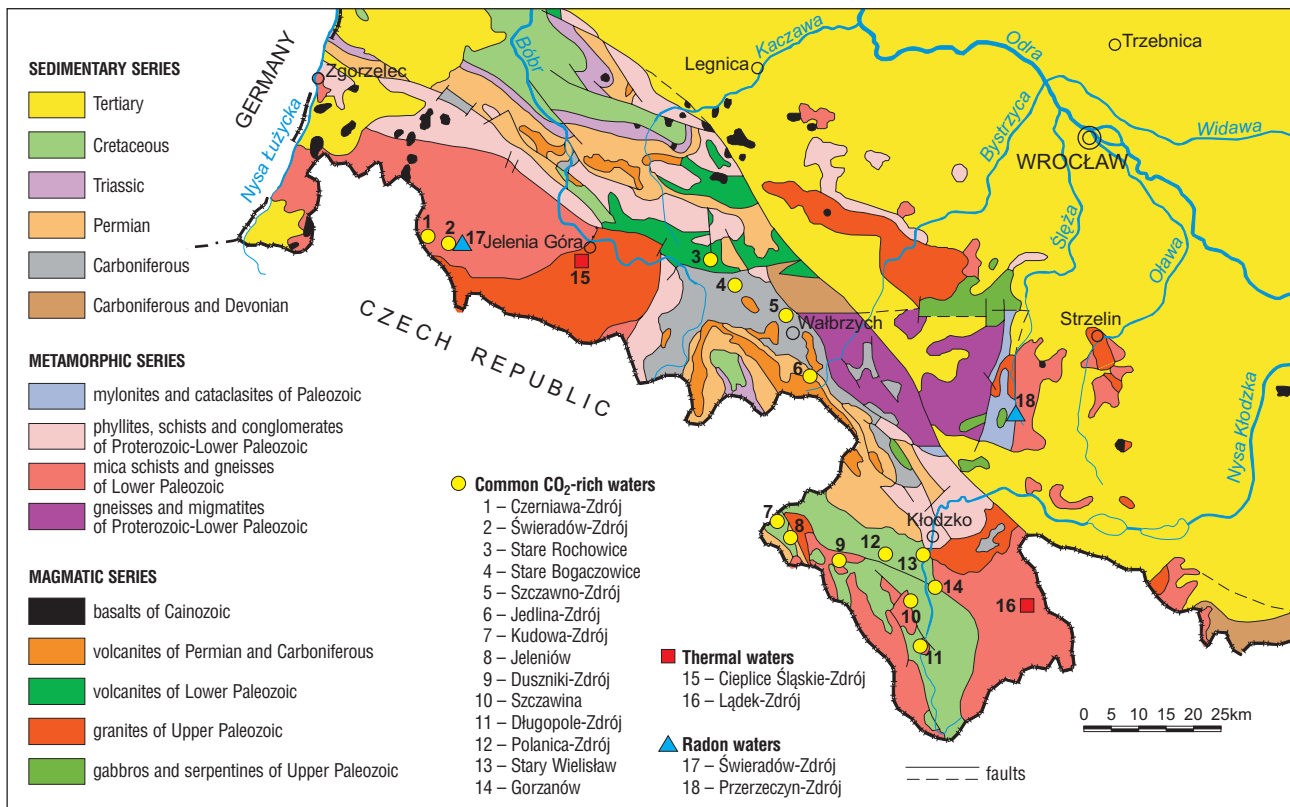 SEDIMENTARY SERIES
Tertiary
Cretaceous
Triassic
Permian
Carboniferous
Carboniferous and Devonian
METAMORPHIC SERIES
mylonites and cataclasites of Paleozoic
phyllites, schists and conglomerates
of Proterozoic-Lower Paleozoic
mica schists and gneisses
of Lower Paleozoic
gneisses and migmatites
of Proterozoic-Lower Paleozoic
MAGMATIC SERIES
basalts of Cainozoic
volcanites of Permian and Carboniferous
volcanites of Lower Paleozoic
granites of Upper Paleozoic
gabbros and serpentines of Upper Paleozoic
GERMANY
Zgorzelec
Nysa Łużycka
Bóbr
Kaczawa
Legnica
Odra
Trzebnica
Bystrzyca
Widawa
WROCŁAW
Ślęża
Oława
1
2
17
Jelenia Góra
15
3
4
5
Wałbrzych
6
Strzelin
18
Nysa Kłodzka
CZECH REPUBLIC
Kłodzko
7
8
9
12
13
14
10
11
16
Common CO₂-rich waters
1 – Czerniawa-Zdrój
2 – Świeradów-Zdrój
3 – Stare Rochowice
4 – Stare Bogaczowice
5 – Szczawno-Zdrój
6 – Jedlina-Zdrój
7 – Kudowa-Zdrój
8 – Jeleniów
9 – Duszniki-Zdrój
10 – Szczawina
11 – Długopole-Zdrój
12 – Polanica-Zdrój
13 – Stary Wielisław
14 – Gorzanów
Thermal waters
15 – Cieplice Śląskie-Zdrój
16 – Lądek-Zdrój
Radon waters
17 – Świeradów-Zdrój
18 – Przerzeczyn-Zdrój
0 5 10 15 20 25km
faults